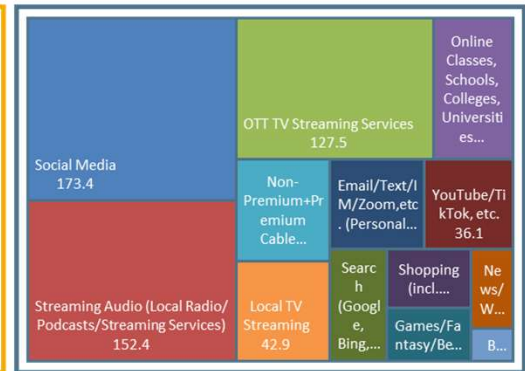 Social Media
173.4
Streaming Audio (Local Radio/
Podcasts/Streaming Services)
152.4
OTT TV Streaming Services
127.5
Online
Classes,
Schools,
Colleges,
Universiti
es...
Non-
Premium+Pr
emium
Cable...
Local TV
Streaming
42.9
Email/Text/I
M/Zoom,etc
. (Personal...
YouTube/Ti
kTok, etc.
36.1
Searc
h
(Googl
e,
Bing,...
Shopping
(incl....
Games/Fa
ntasy/Be...
Ne
ws/
W...
B...